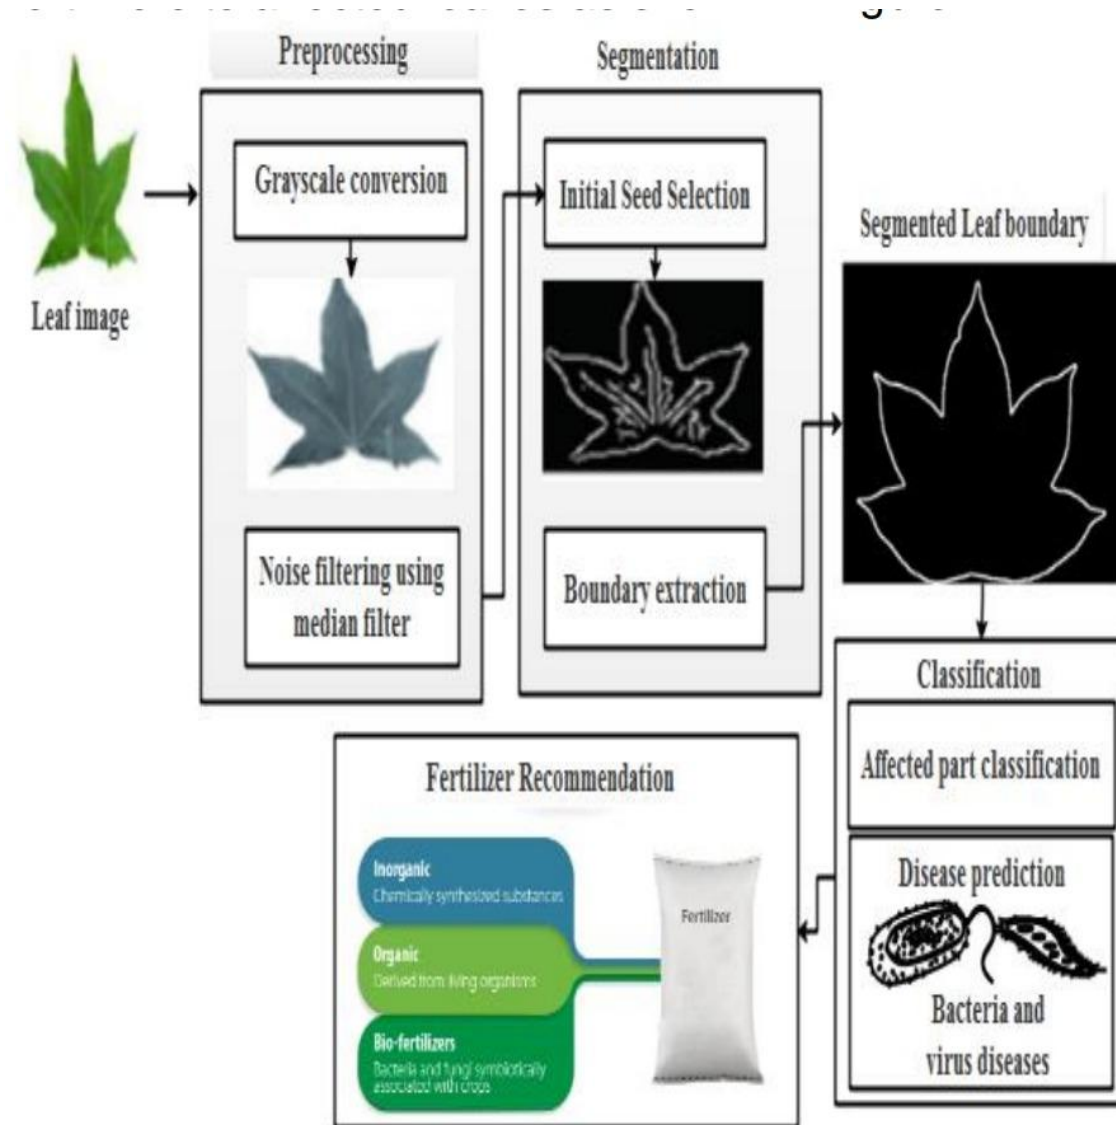 Preprocessing
Segmentation
Grayscale conversion
Initial Seed Selection
Segmented Leaf boundary
Leaf image
Noise filtering using
median filter
Boundary extraction
Classification
Affected part classification
Fertilizer Recommendation
Inorganic
Chemically synthesized substances
Organic
Derived from living organisms
Bio-fertilizers
Bacteria and fungi symbiotically
associated with crops
Fertilizer
Disease prediction
Bacteria and
virus diseases